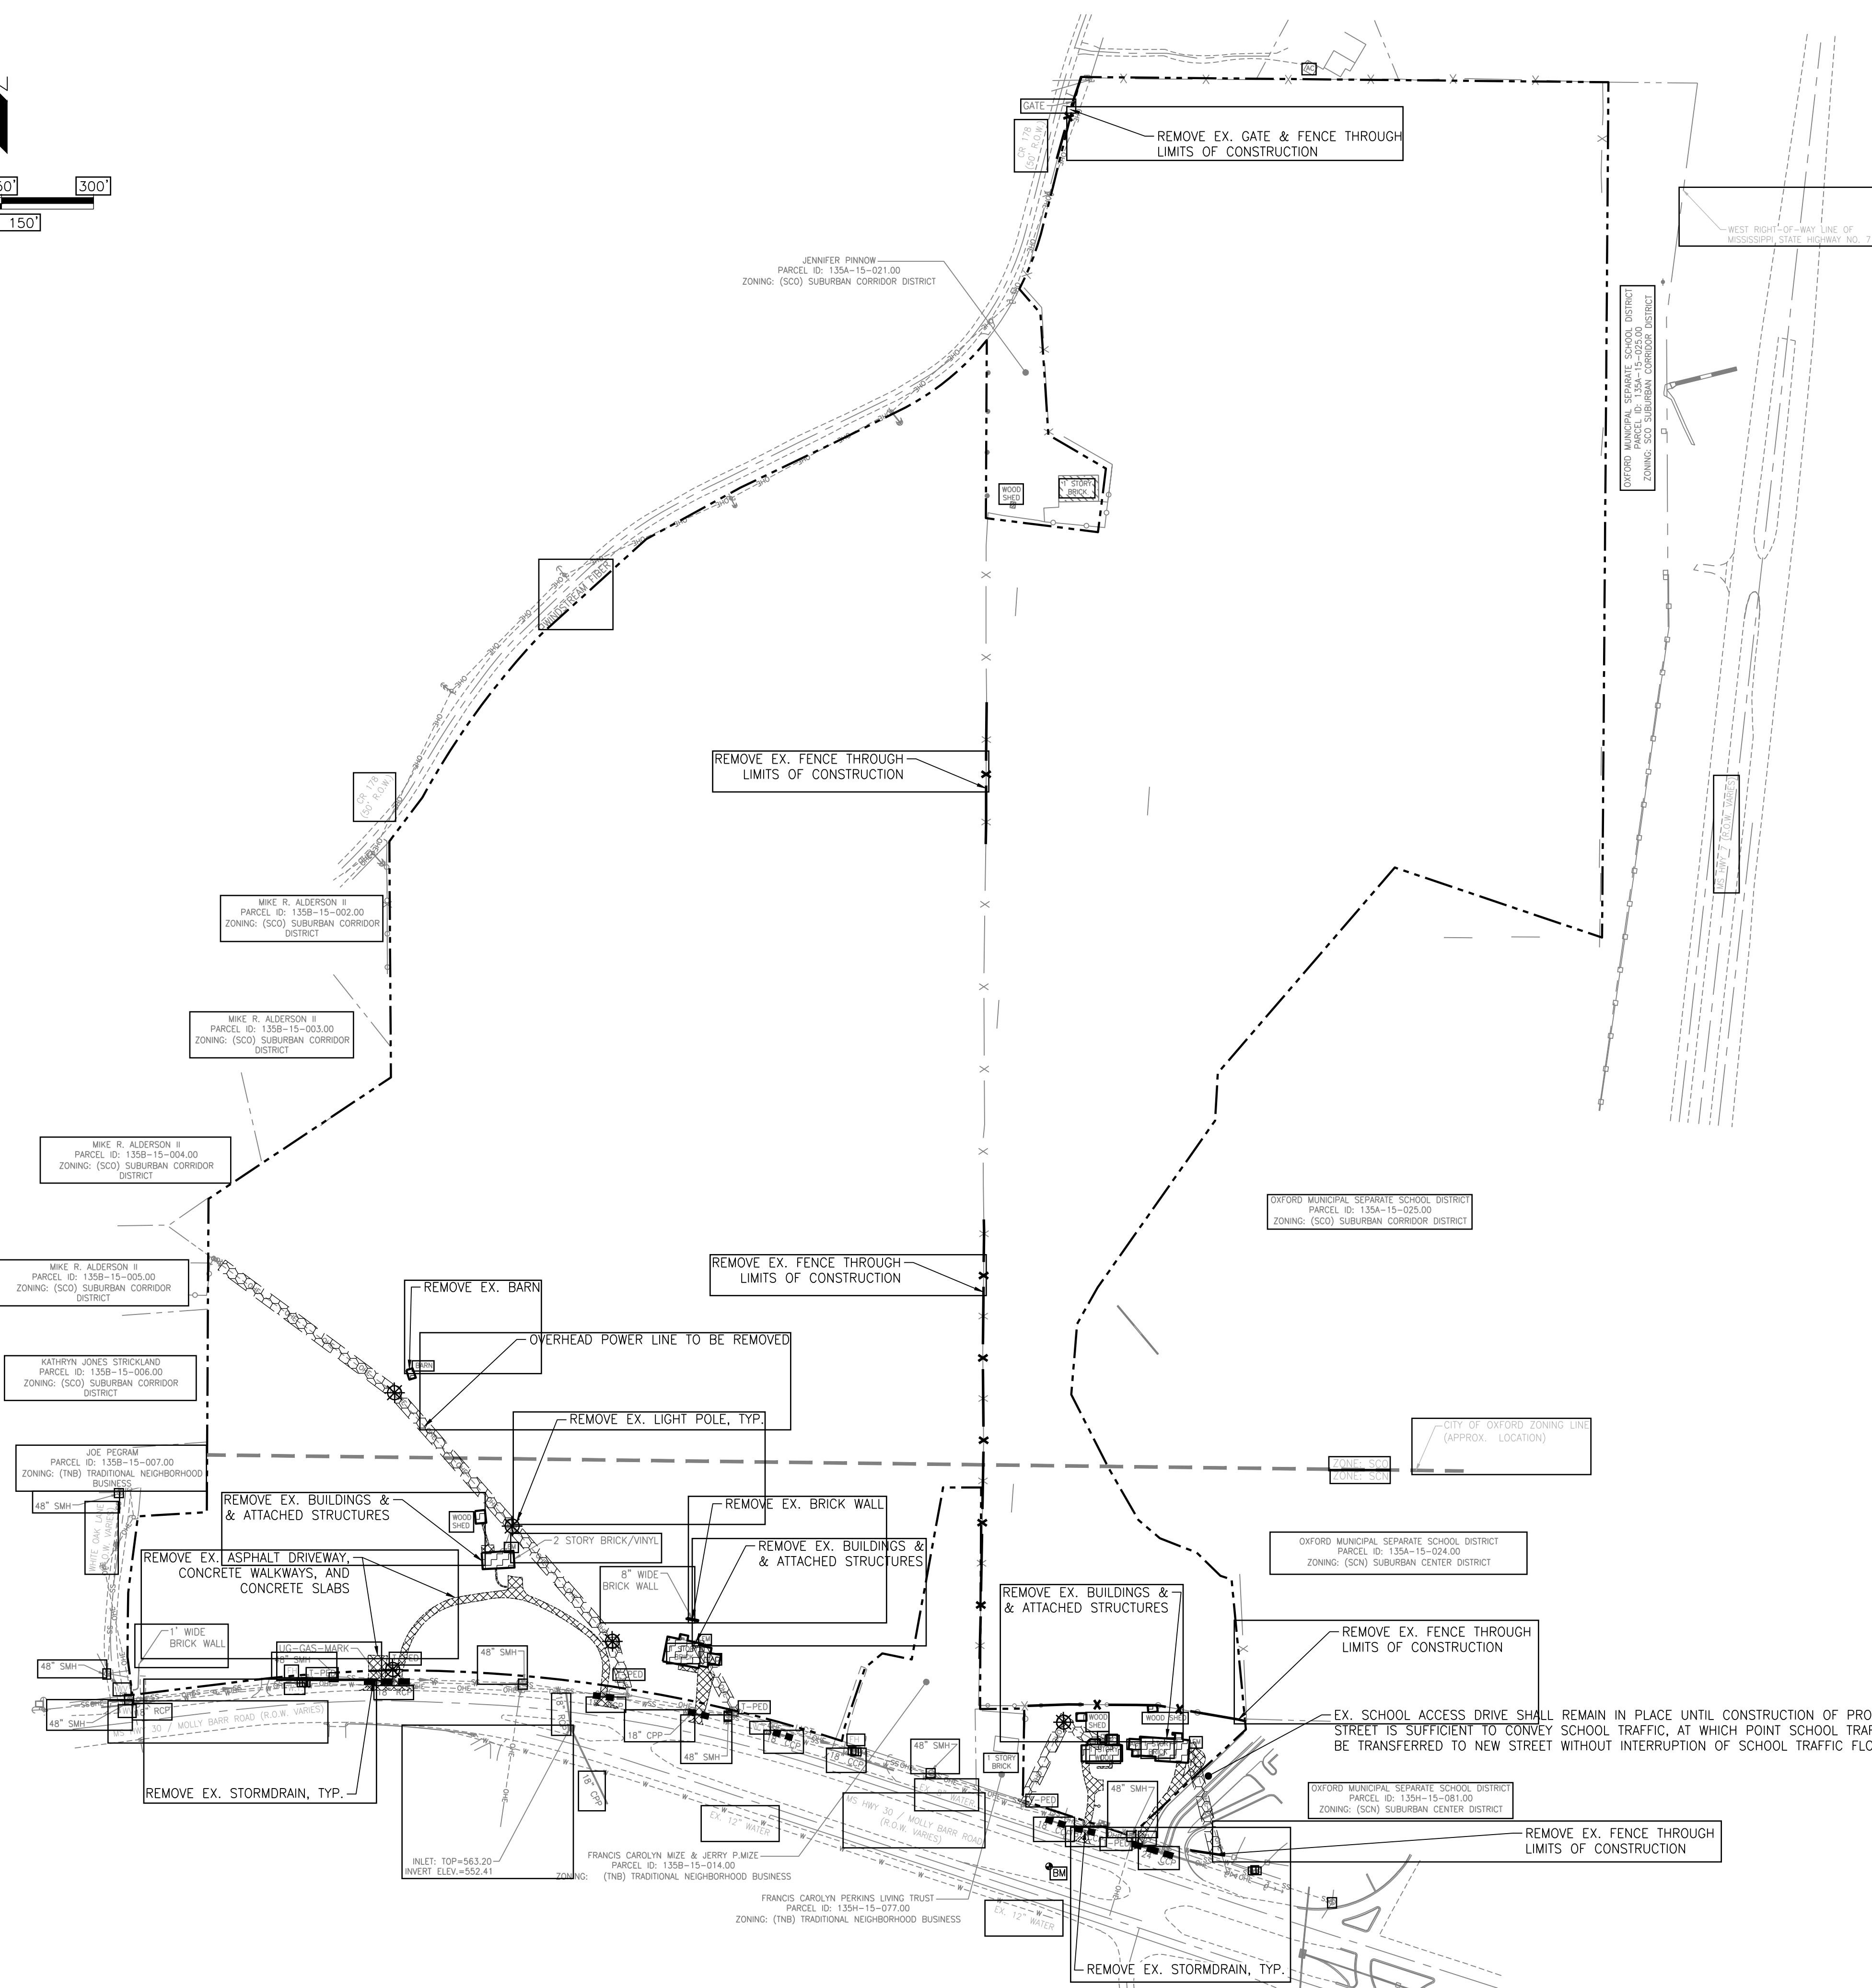 300'
150'
GATE
CR 178
(50' R.O.W.)
REMOVE EX. GATE & FENCE THROUGH
LIMITS OF CONSTRUCTION
WEST RIGHT-OF-WAY LINE OF
MISSISSIPPI STATE HIGHWAY NO. 7
JENNIFER PINNOW
PARCEL ID: 135A-15-021.00
ZONING: (SCO) SUBURBAN CORRIDOR DISTRICT
OXFORD MUNICIPAL SEPARATE SCHOOL DISTRICT
PARCEL ID: 135A-15-025.00
ZONING: SCO SUBURBAN CORRIDOR DISTRICT
WOOD
SHED
1 STORY
BRICK
WINDSTREAM FIBER
REMOVE EX. FENCE THROUGH
LIMITS OF CONSTRUCTION
CR 178
(50' R.O.W.)
MS HWY 7 (R.O.W. VARIES)
MIKE R. ALDERSON II
PARCEL ID: 135B-15-002.00
ZONING: (SCO) SUBURBAN CORRIDOR
DISTRICT
MIKE R. ALDERSON II
PARCEL ID: 135B-15-003.00
ZONING: (SCO) SUBURBAN CORRIDOR
DISTRICT
MIKE R. ALDERSON II
PARCEL ID: 135B-15-004.00
ZONING: (SCO) SUBURBAN CORRIDOR
DISTRICT
OXFORD MUNICIPAL SEPARATE SCHOOL DISTRICT
PARCEL ID: 135A-15-025.00
ZONING: (SCO) SUBURBAN CORRIDOR DISTRICT
MIKE R. ALDERSON II
PARCEL ID: 135B-15-005.00
ZONING: (SCO) SUBURBAN CORRIDOR
DISTRICT
REMOVE EX. FENCE THROUGH
LIMITS OF CONSTRUCTION
REMOVE EX. BARN
BARN
OVERHEAD POWER LINE TO BE REMOVED
KATHRYN JONES STRICKLAND
PARCEL ID: 135B-15-006.00
ZONING: (SCO) SUBURBAN CORRIDOR
DISTRICT
REMOVE EX. LIGHT POLE, TYP.
CITY OF OXFORD ZONING LINE
(APPROX. LOCATION)
ZONE: SCO
ZONE: SCN
JOE PEGRAM
PARCEL ID: 135B-15-007.00
ZONING: (TNB) TRADITIONAL NEIGHBORHOOD
BUSINESS
48" SMH
WHITE OAK LANE
(R.O.W. VARIES)
REMOVE EX. BUILDINGS &
& ATTACHED STRUCTURES
WOOD
SHED
2 STORY BRICK/VINYL
REMOVE EX. BRICK WALL
REMOVE EX. BUILDINGS &
& ATTACHED STRUCTURES
8" WIDE
BRICK WALL
REMOVE EX. ASPHALT DRIVEWAY,
CONCRETE WALKWAYS, AND
CONCRETE SLABS
OXFORD MUNICIPAL SEPARATE SCHOOL DISTRICT
PARCEL ID: 135A-15-024.00
ZONING: (SCN) SUBURBAN CENTER DISTRICT
REMOVE EX. BUILDINGS &
& ATTACHED STRUCTURES
1' WIDE
BRICK WALL
UG-GAS-MARK
48" SMH
T-PED
48" SMH
48" SMH
18" RCP
18" RCP
MS HWY 30 / MOLLY BARR ROAD (R.O.W. VARIES)
18" RCP
T-PED
18" CPP
48" SMH
18" CPP
REMOVE EX. FENCE THROUGH
LIMITS OF CONSTRUCTION
WOOD
SHED
WOOD SHED
EX. SCHOOL ACCESS DRIVE SHALL REMAIN IN PLACE UNTIL CONSTRUCTION OF PRO
STREET IS SUFFICIENT TO CONVEY SCHOOL TRAFFIC, AT WHICH POINT SCHOOL TRAF
BE TRANSFERRED TO NEW STREET WITHOUT INTERRUPTION OF SCHOOL TRAFFIC FLO
48" SMH
1 STORY
BRICK
REMOVE EX. STORMDRAIN, TYP.
48" SMH
OXFORD MUNICIPAL SEPARATE SCHOOL DISTRICT
PARCEL ID: 135H-15-081.00
ZONING: (SCN) SUBURBAN CENTER DISTRICT
MS HWY 30 / MOLLY BARR ROAD
(R.O.W. VARIES)
EX. 12" WATER
REMOVE EX. FENCE THROUGH
LIMITS OF CONSTRUCTION
INLET: TOP=563.20
INVERT ELEV.=552.41
FRANCIS CAROLYN MIZE & JERRY P.MIZE
PARCEL ID: 135B-15-014.00
ZONING: (TNB) TRADITIONAL NEIGHBORHOOD BUSINESS
BM
FRANCIS CAROLYN PERKINS LIVING TRUST
PARCEL ID: 135H-15-077.00
ZONING: (TNB) TRADITIONAL NEIGHBORHOOD BUSINESS
EX. 12" WATER
REMOVE EX. STORMDRAIN, TYP.